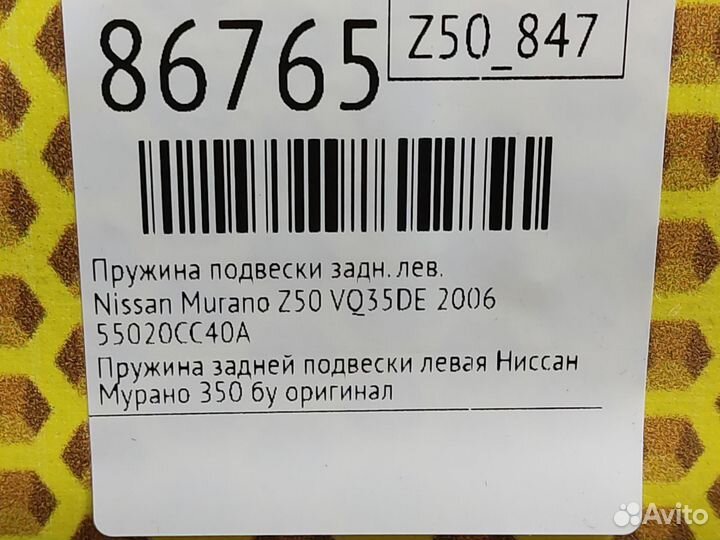 86765
Z50_847
Пружина подвески задн. лев.
Nissan Murano Z50 VQ35DE 2006
55020CC40A
Пружина задней подвески левая Ниссан
Мурано 350 бу оригинал
Avito